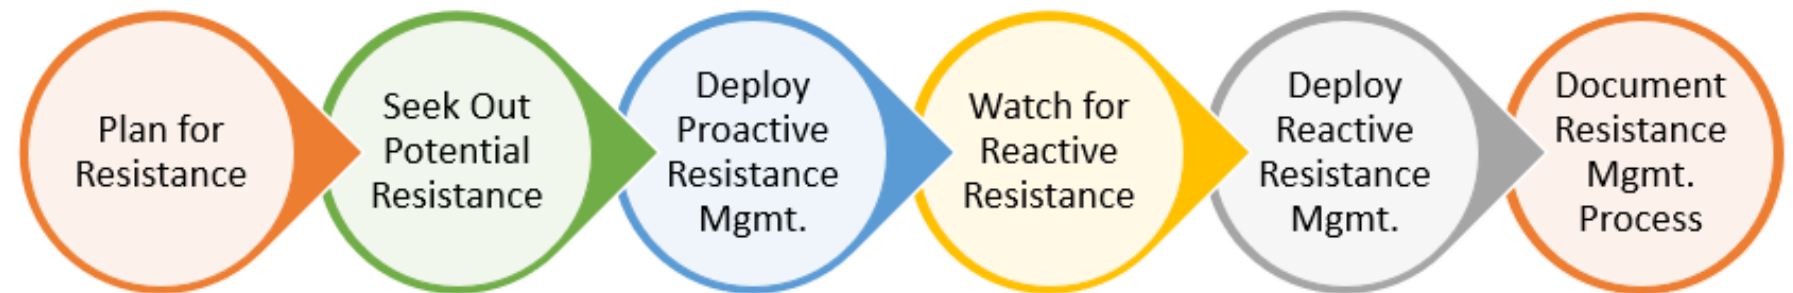 Plan for
Resistance
Seek Out
Potential
Resistance
Deploy
Proactive
Resistance
Mgmt.
Watch for
Reactive
Resistance
Deploy
Reactive
Resistance
Mgmt.
Document
Resistance
Mgmt.
Process